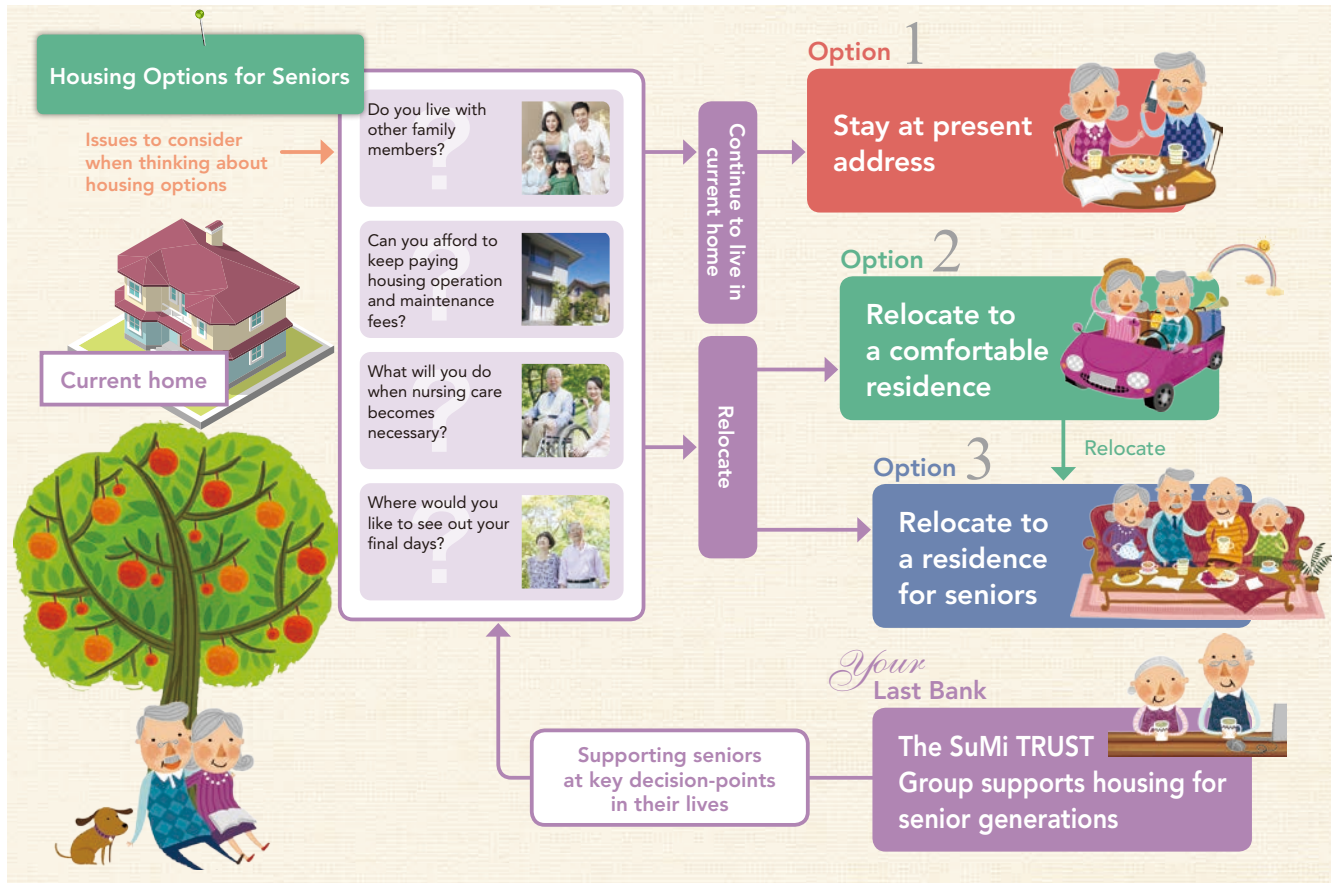 Housing Options for Seniors
Issues to consider
when thinking about
housing options
Current home
Do you live with
other family
members?
?
Can you afford to
keep paying
housing operation
and maintenance
fees?
?
What will you do
when nursing care
becomes
necessary?
?
Where would you
like to see out your
final days?
?
Continue to live in
current home
Relocate
Option 1
Stay at present
address
Option 2
Relocate to
a comfortable
residence
Relocate
Option 3
Relocate to
a residence
for seniors
Your
Last Bank
The SuMi TRUST
Group supports housing for
senior generations
Supporting seniors
at key decision-points
in their lives